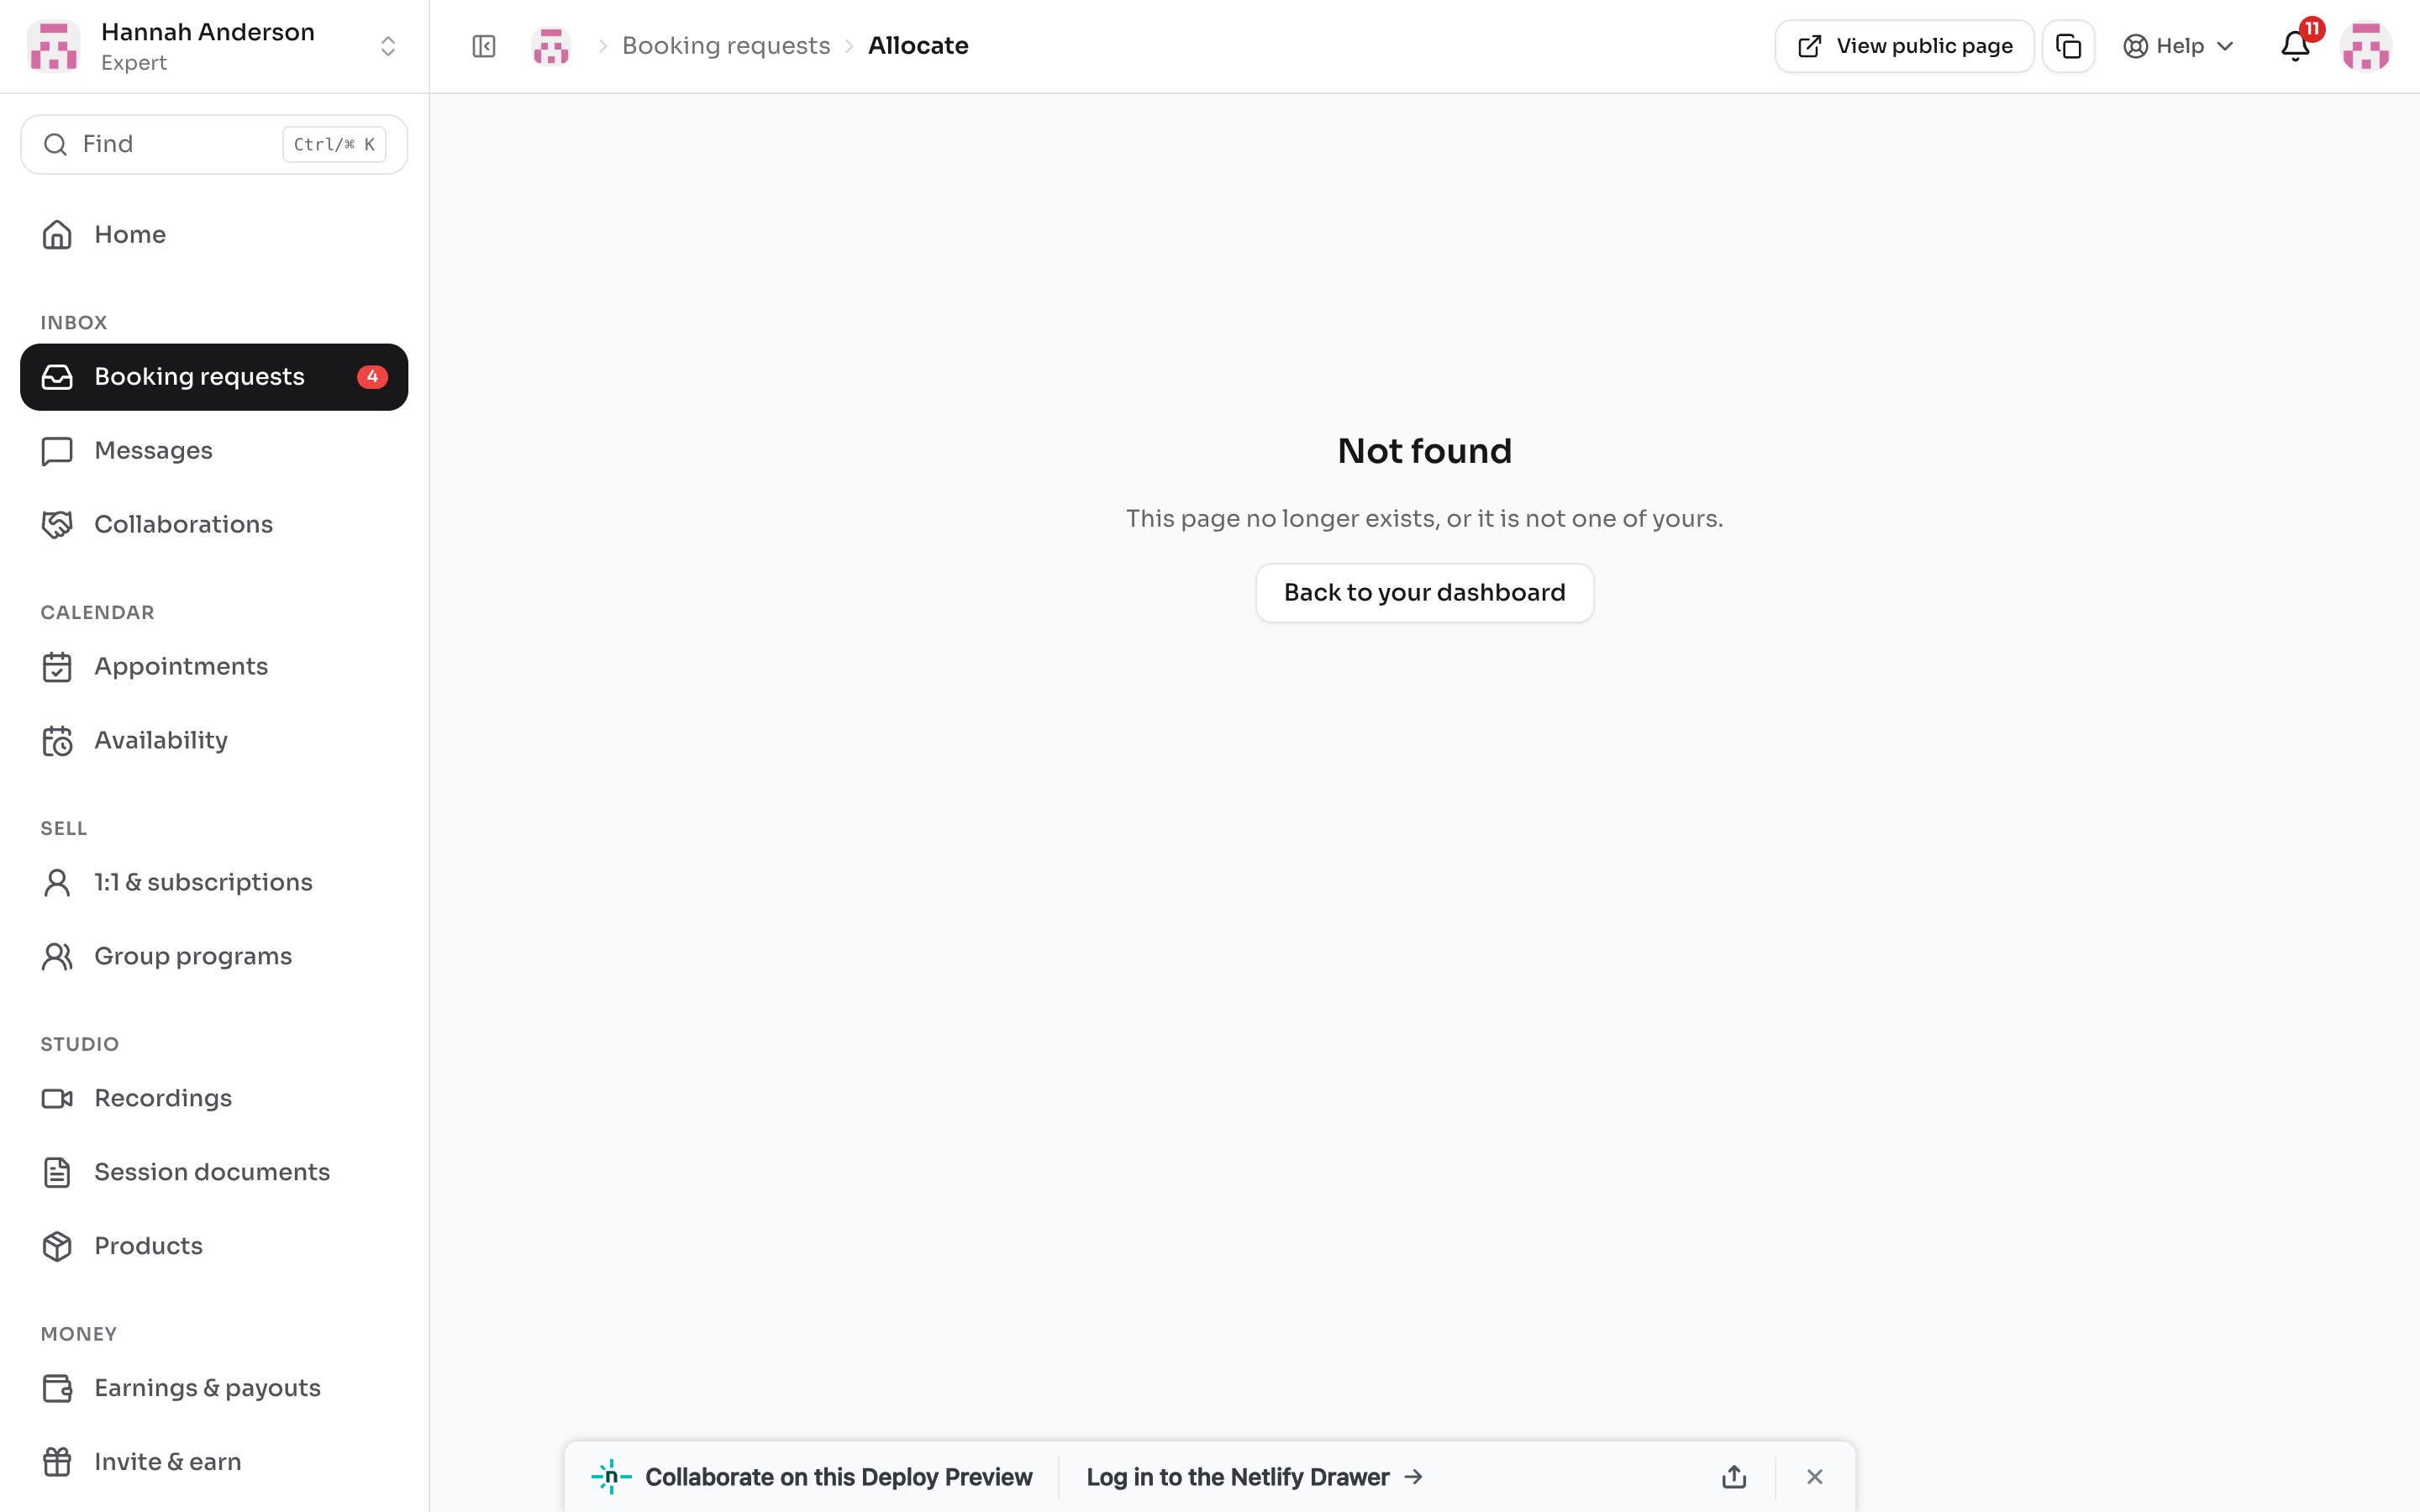 Hannah Anderson
Expert
Booking requests
Allocate
View public page
Help
11
Find
Ctrl/⌘ K
Home
INBOX
Booking requests
4
Messages
Collaborations
CALENDAR
Appointments
Availability
SELL
1:1 & subscriptions
Group programs
STUDIO
Recordings
Session documents
Products
MONEY
Earnings & payouts
Invite & earn
Not found
This page no longer exists, or it is not one of yours.
Back to your dashboard
n
Collaborate on this Deploy Preview
Log in to the Netlify Drawer →